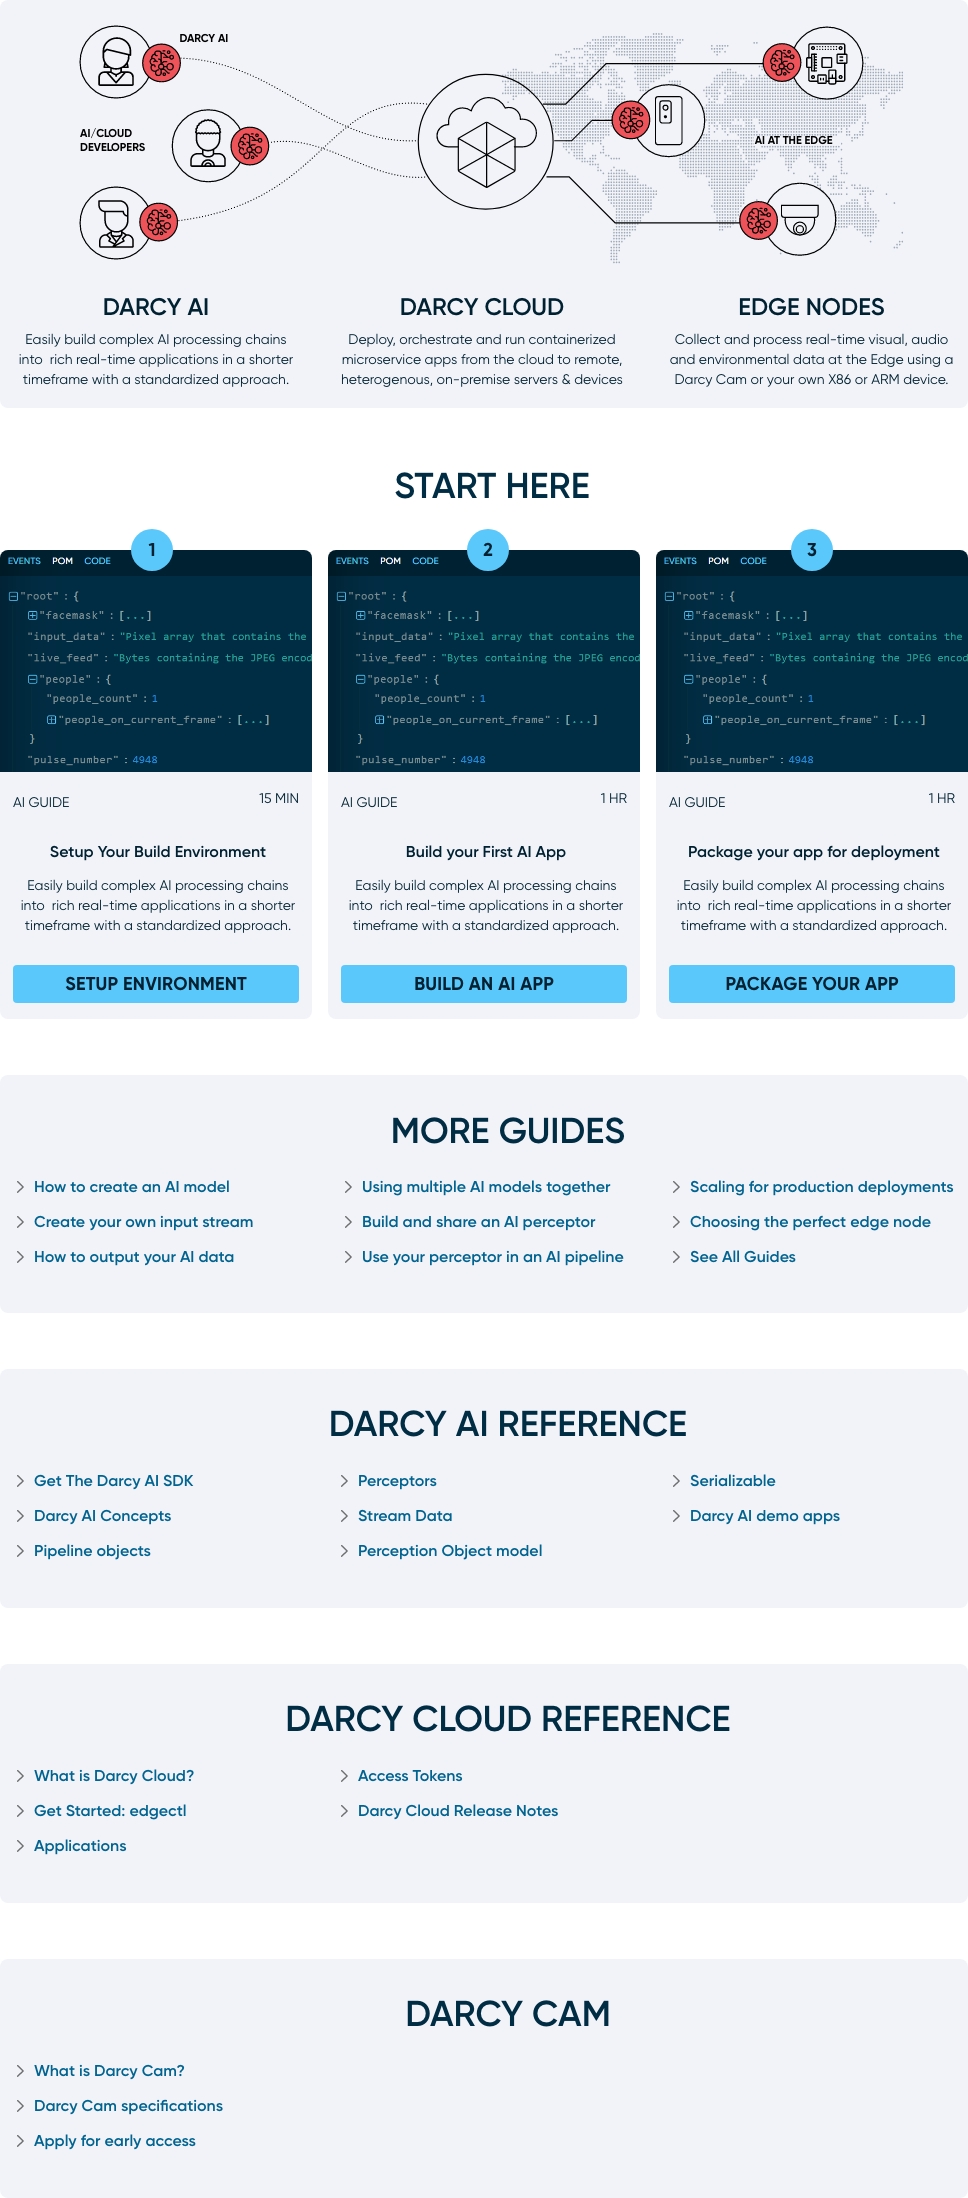 DARCY AI
AI/CLOUD
DEVELOPERS
AI AT THE EDGE
DARCY AI
Easily build complex AI processing chains
into rich real-time applications in a shorter
timeframe with a standardized approach.
DARCY CLOUD
Deploy, orchestrate and run containerized
microservice apps from the cloud to remote,
heterogenous, on-premise servers & devices
EDGE NODES
Collect and process real-time visual, audio
and environmental data at the Edge using a
Darcy Cam or your own X86 or ARM device.
START HERE
1
EVENTS POM CODE
"root" : {
"facemask" : [...]
"input_data" : "Pixel array that contains the
"live_feed" : "Bytes containing the JPEG encod
"people" : {
"people_count" : 1
"people_on_current_frame" : [...]
}
"pulse_number" : 4948
AI GUIDE 15 MIN
Setup Your Build Environment
Easily build complex AI processing chains
into rich real-time applications in a shorter
timeframe with a standardized approach.
SETUP ENVIRONMENT
2
EVENTS POM CODE
"root" : {
"facemask" : [...]
"input_data" : "Pixel array that contains the
"live_feed" : "Bytes containing the JPEG encod
"people" : {
"people_count" : 1
"people_on_current_frame" : [...]
}
"pulse_number" : 4948
AI GUIDE 1 HR
Build your First AI App
Easily build complex AI processing chains
into rich real-time applications in a shorter
timeframe with a standardized approach.
BUILD AN AI APP
3
EVENTS POM CODE
"root" : {
"facemask" : [...]
"input_data" : "Pixel array that contains the
"live_feed" : "Bytes containing the JPEG encod
"people" : {
"people_count" : 1
"people_on_current_frame" : [...]
}
"pulse_number" : 4948
AI GUIDE 1 HR
Package your app for deployment
Easily build complex AI processing chains
into rich real-time applications in a shorter
timeframe with a standardized approach.
PACKAGE YOUR APP
MORE GUIDES
How to create an AI model
Create your own input stream
How to output your AI data
Using multiple AI models together
Build and share an AI perceptor
Use your perceptor in an AI pipeline
Scaling for production deployments
Choosing the perfect edge node
See All Guides
DARCY AI REFERENCE
Get The Darcy AI SDK
Darcy AI Concepts
Pipeline objects
Perceptors
Stream Data
Perception Object model
Serializable
Darcy AI demo apps
DARCY CLOUD REFERENCE
What is Darcy Cloud?
Get Started: edgectl
Applications
Access Tokens
Darcy Cloud Release Notes
DARCY CAM
What is Darcy Cam?
Darcy Cam specifications
Apply for early access